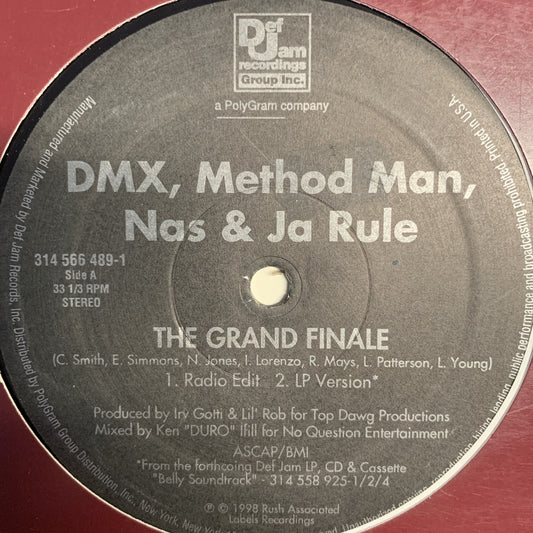 Def
Jam
recordings
Group Inc.
a PolyGram company
DMX, Method Man,
Nas & Ja Rule
314 566 489-1
Side A
33 1/3 RPM
STEREO
THE GRAND FINALE
(C. Smith, E. Simmons, N. Jones, I. Lorenzo, R. Mays, L. Patterson, L. Young)
1. Radio Edit 2. LP Version*
Produced by Irv Gotti & Lil' Rob for Top Dawg Productions
Mixed by Ken "DURO" Ifill for No Question Entertainment
ASCAP/BMI
*From the forthcoming Def Jam LP, CD & Cassette
"Belly Soundtrack" - 314 558 925-1/2/4
℗ © 1998 Rush Associated
Labels Recordings
Manufactured and Marketed by Def Jam Records, Inc. Distributed by PolyGram Group Distribution, Inc., New York, New York
public performance and broadcasting prohibited. Printed in U.S.A.